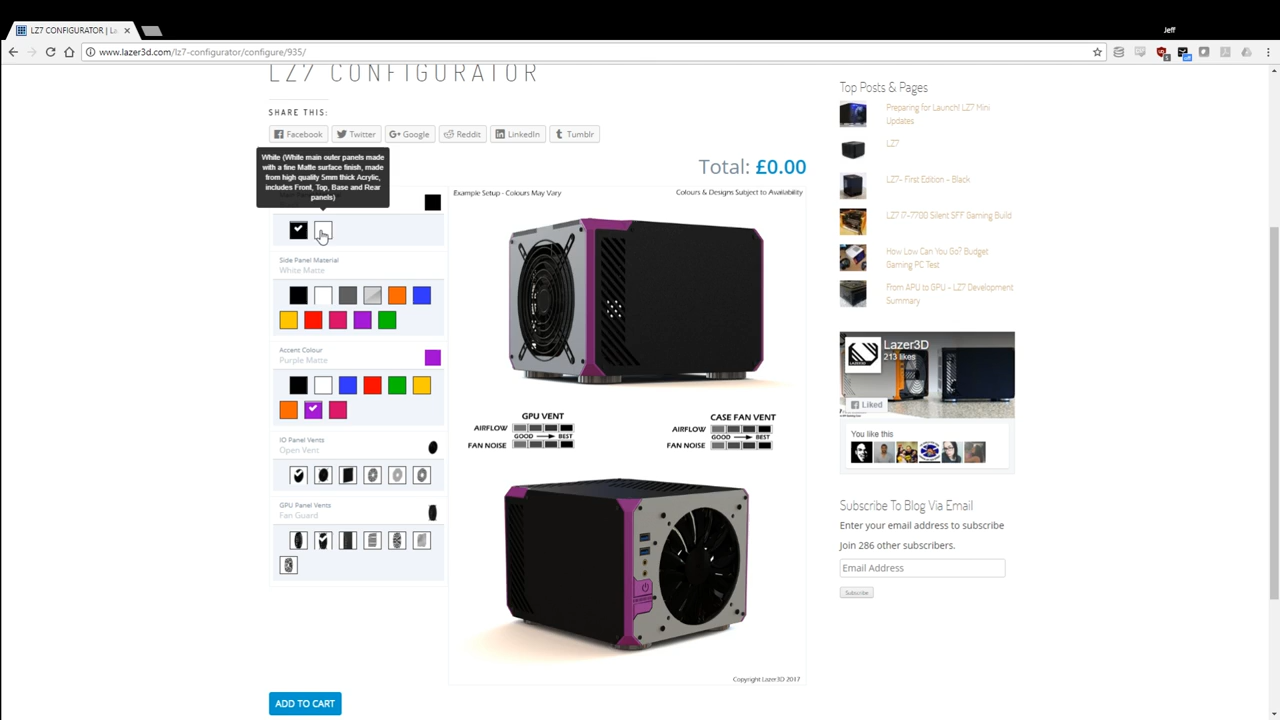 LZ7 CONFIGURATOR | La
Jeff
www.lazer3d.com/lz7-configurator/configure/935/
LZ7 CONFIGURATOR
SHARE THIS:
Facebook
Twitter
Google
Reddit
LinkedIn
Tumblr
White (White main outer panels made
with a fine Matte surface finish, made
from high quality 5mm thick Acrylic,
includes Front, Top, Base and Rear
panels)
Total: £0.00
Example Setup - Colours May Vary
Colours & Designs Subject to Availability
Side Panel Material
White Matte
Accent Colour
Purple Matte
IO Panel Vents
Open Vent
GPU Panel Vents
Fan Guard
GPU VENT
AIRFLOW
GOOD BEST
FAN NOISE
CASE FAN VENT
AIRFLOW
GOOD BEST
FAN NOISE
Copyright Lazer3D 2017
ADD TO CART
Top Posts & Pages
Preparing for Launch! LZ7 Mini
Updates
LZ7
LZ7- First Edition - Black
LZ7 I7-7700 Silent SFF Gaming Build
How Low Can You Go? Budget
Gaming PC Test
From APU to GPU - LZ7 Development
Summary
Lazer3D
213 likes
Liked
You like this
Subscribe To Blog Via Email
Enter your email address to subscribe
Join 286 other subscribers.
Email Address
Subscribe